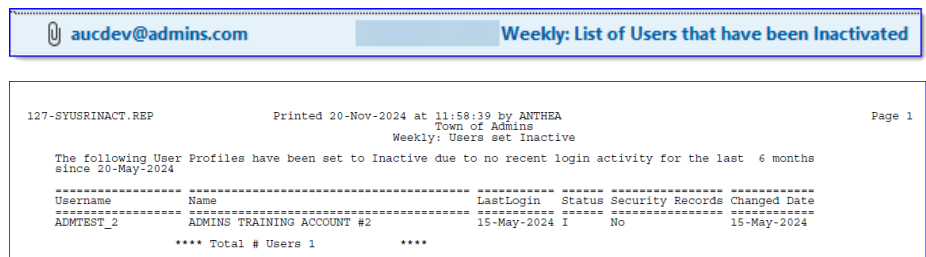 aucdev@admins.com Weekly: List of Users that have been Inactivated
127-SYUSRINACT.REP Printed 20-Nov-2024 at 11:58:39 by ANTHEA Page 1
Town of Admins
Weekly: Users set Inactive
The following User Profiles have been set to Inactive due to no recent login activity for the last 6 months
since 20-May-2024
Username Name LastLogin Status Security Records Changed Date
ADMTEST_2 ADMINS TRAINING ACCOUNT #2 15-May-2024 I No 15-May-2024
**** Total # Users 1 ****